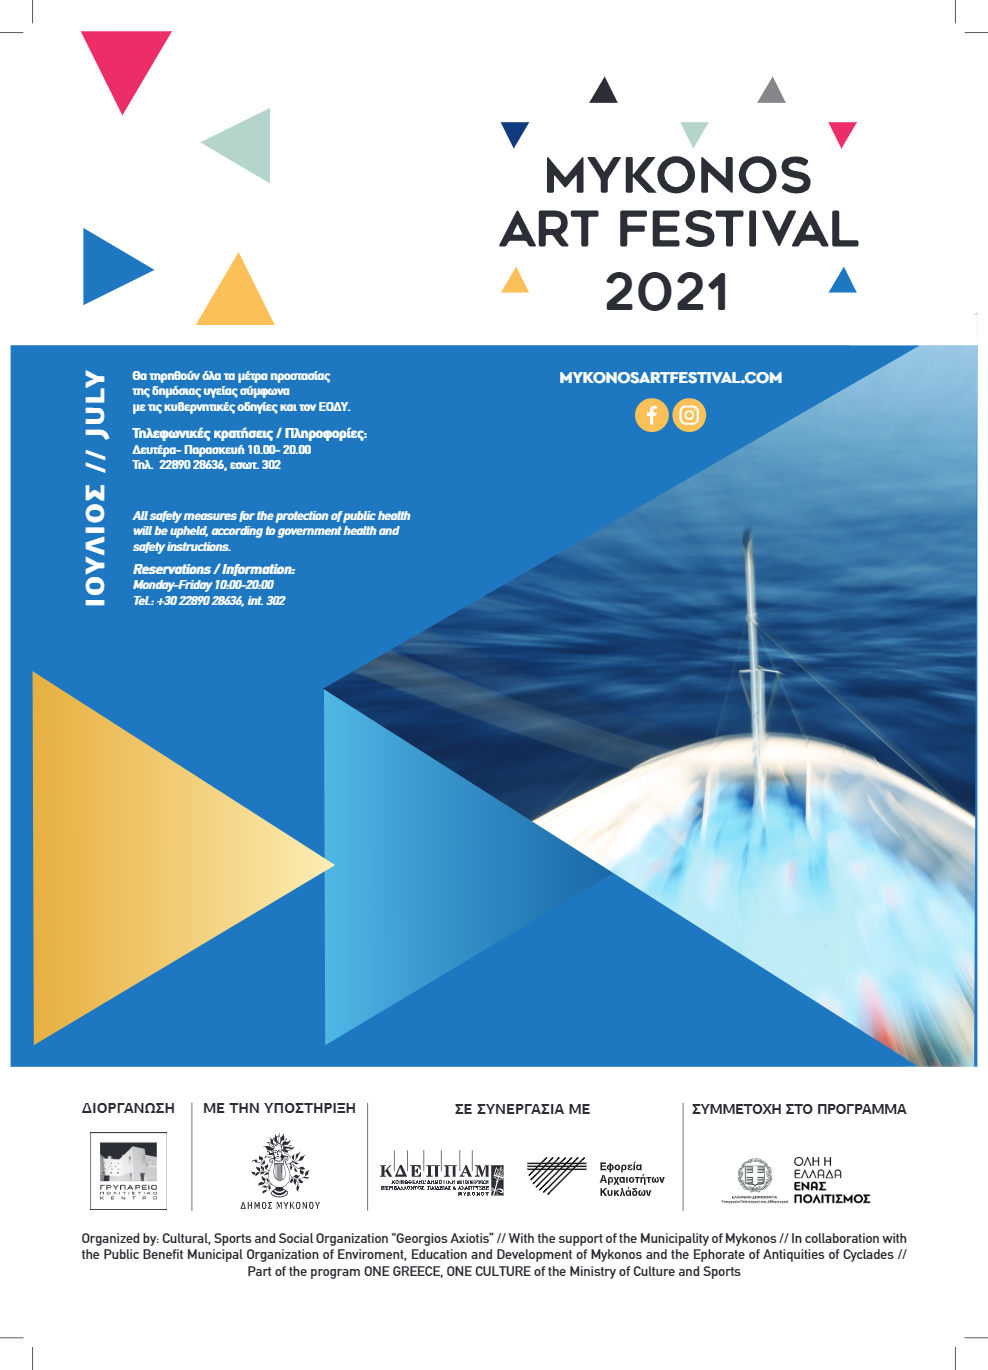 MYKONOS
ART FESTIVAL
2021
ΙΟΥΛΙΟΣ // JULY
Θα τηρηθούν όλα τα μέτρα προστασίας
της δημόσιας υγείας σύμφωνα
με τις κυβερνητικές οδηγίες και τον ΕΟΔΥ.
Τηλεφωνικές κρατήσεις / Πληροφορίες:
Δευτέρα- Παρασκευή 10.00- 20.00
Τηλ. 22890 28636, εσωτ. 302
All safety measures for the protection of public health
will be upheld, according to government health and
safety instructions.
Reservations / Information:
Monday-Friday 10:00-20:00
Tel.: +30 22890 28636, int. 302
MYKONOSARTFESTIVAL.COM
ΔΙΟΡΓΑΝΩΣΗ
ΓΡΥΠΑΡΕΙΟ
ΠΟΛΙΤΙΣΤΙΚΟ
ΚΕΝΤΡΟ
ΜΕ ΤΗΝ ΥΠΟΣΤΗΡΙΞΗ
ΔΗΜΟΣ ΜΥΚΟΝΟΥ
ΣΕ ΣΥΝΕΡΓΑΣΙΑ ΜΕ
ΚΔΕΠΠΑΜ
ΜΥΚΟΝΟΥ
Εφορεία
Αρχαιοτήτων
Κυκλάδων
ΣΥΜΜΕΤΟΧΗ ΣΤΟ ΠΡΟΓΡΑΜΜΑ
ΕΛΛΗΝΙΚΗ ΔΗΜΟΚΡΑΤΙΑ
Υπουργείο Πολιτισμού και Αθλητισμού
ΟΛΗ Η
ΕΛΛΑΔΑ
ΕΝΑΣ
ΠΟΛΙΤΙΣΜΟΣ
Organized by: Cultural, Sports and Social Organization "Georgios Axiotis" // With the support of the Municipality of Mykonos // In collaboration with
the Public Benefit Municipal Organization of Enviroment, Education and Development of Mykonos and the Ephorate of Antiquities of Cyclades //
Part of the program ONE GREECE, ONE CULTURE of the Ministry of Culture and Sports